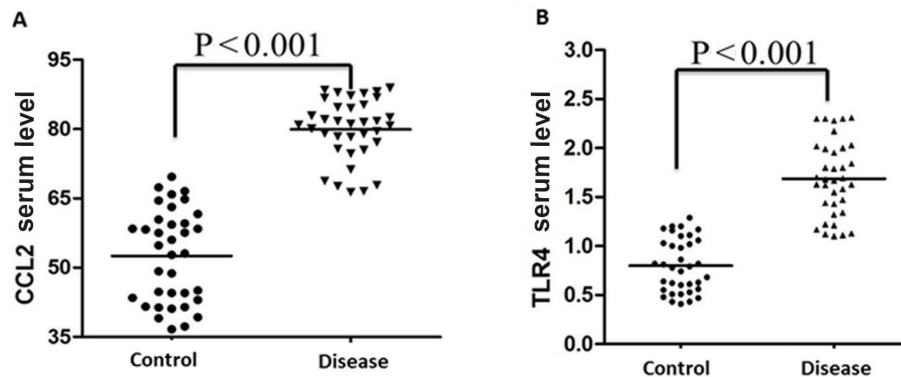 A
P < 0.001
95
80
65
50
35
CCL2 serum level
Control
Disease
B
P < 0.001
3.0
2.5
2.0
1.5
1.0
0.5
0.0
TLR4 serum level
Control
Disease